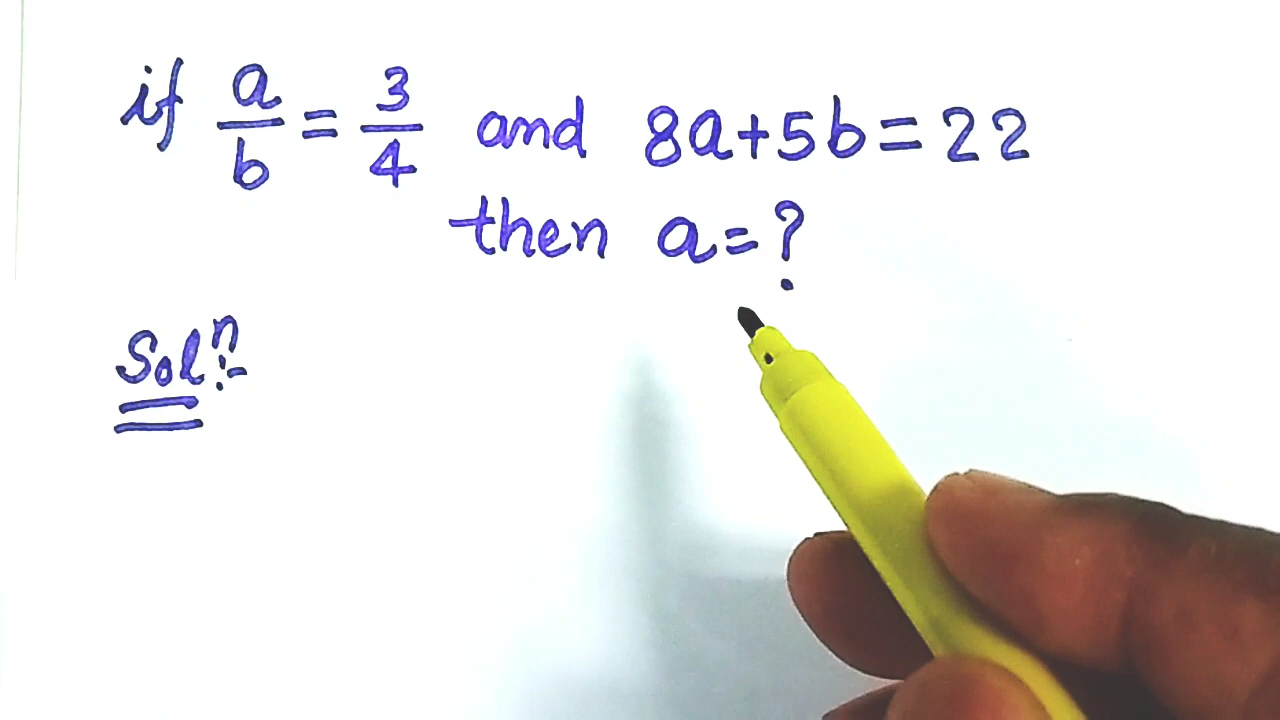 if a/b = 3/4 and 8a+5b=22
then a=?
Solⁿ:-